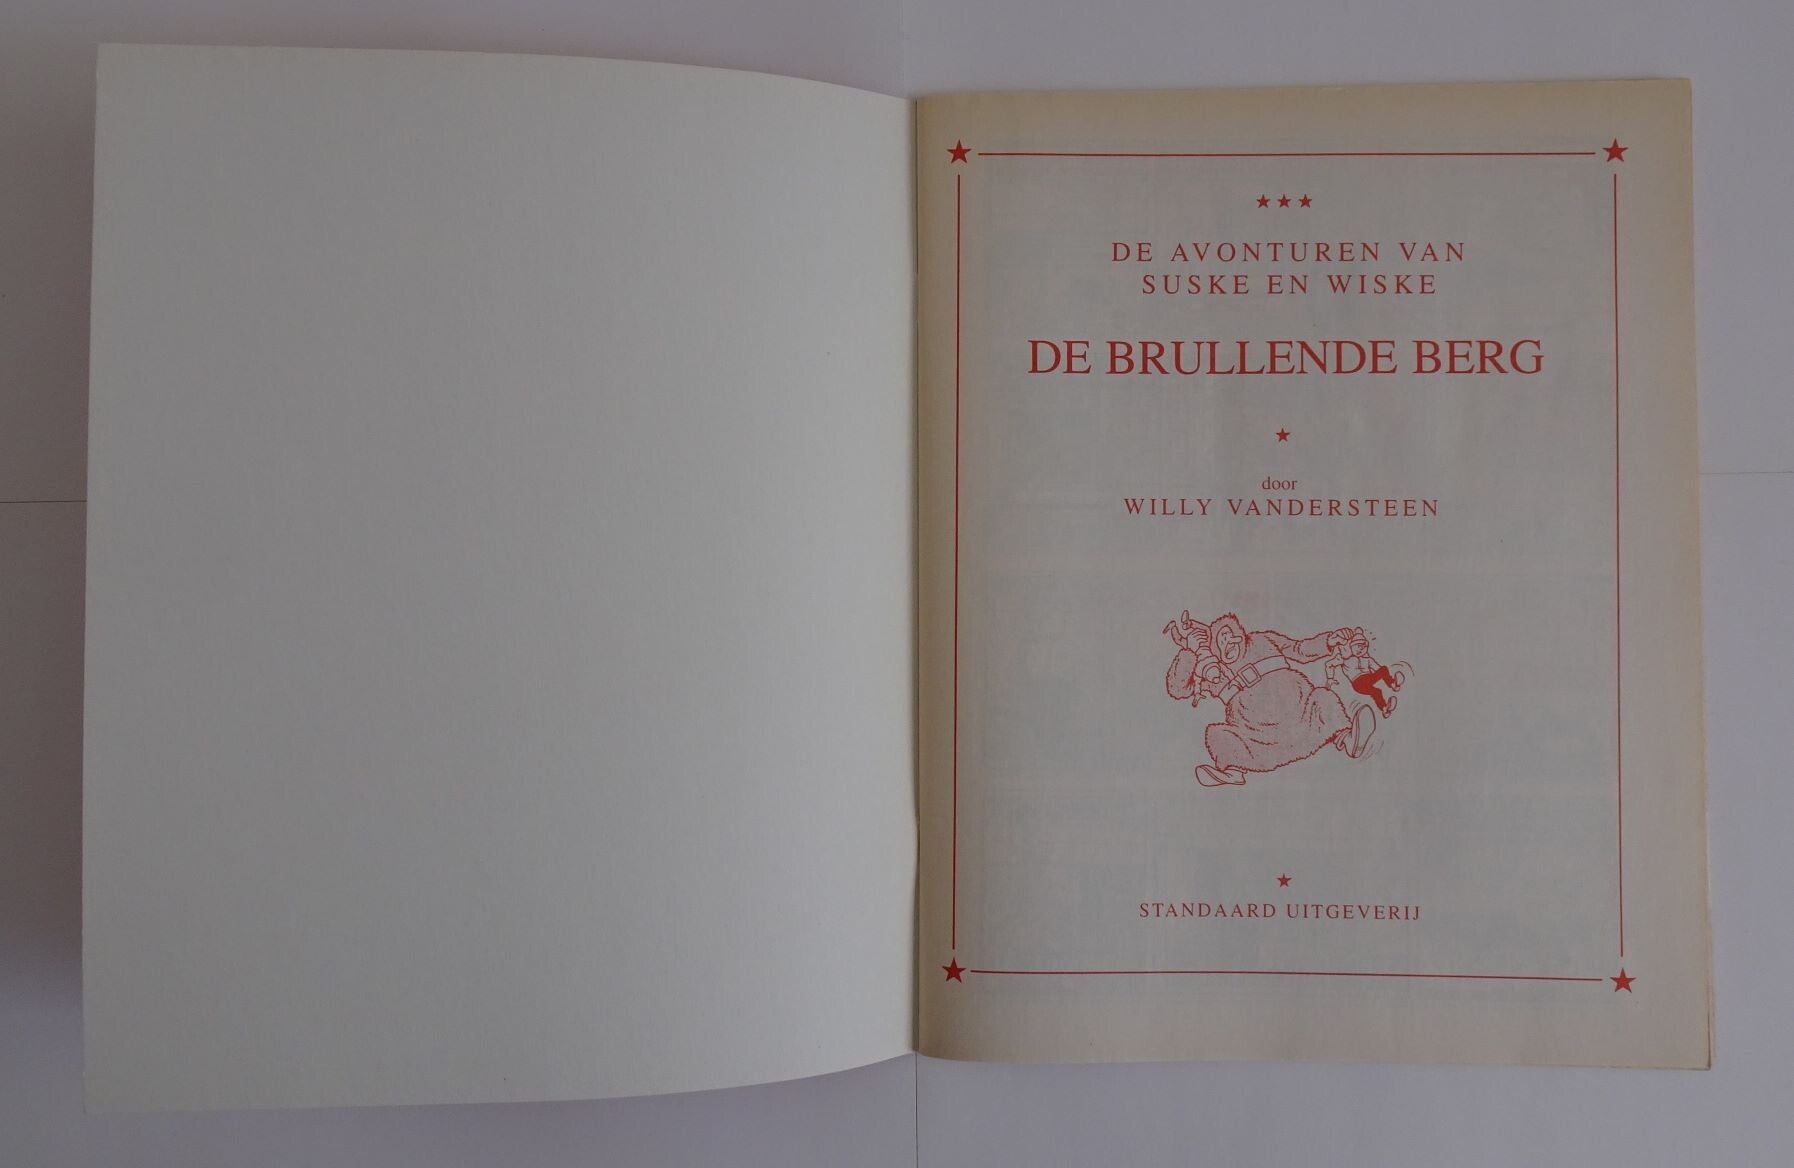 DE AVONTUREN VAN
SUSKE EN WISKE
DE BRULLENDE BERG
door
WILLY VANDERSTEEN
STANDAARD UITGEVERIJ